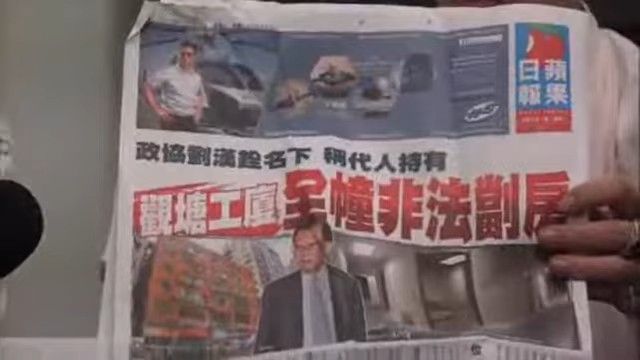 蘋果日報
政協劉漢銓名下 稱代人持有
觀塘工廈全幢非法劏房